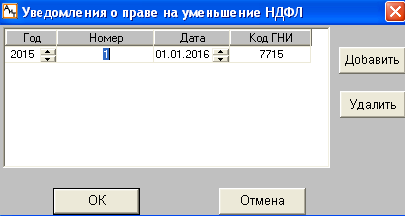 Уведомления о праве на уменьшение НДФЛ
Год Номер Дата Код ГНИ
2015 1 01.01.2016 7715
Добавить
Удалить
ОК Отмена